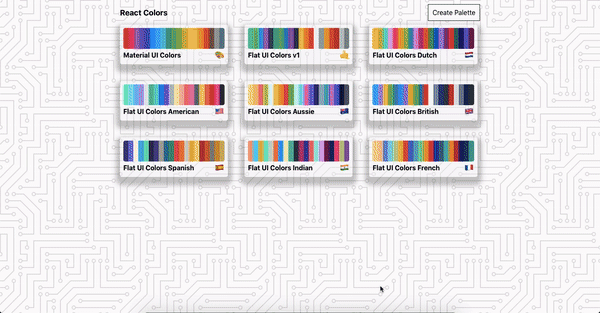 React Colors
Create Palette
Material UI Colors
Flat UI Colors v1
Flat UI Colors Dutch
Flat UI Colors American
Flat UI Colors Aussie
Flat UI Colors British
Flat UI Colors Spanish
Flat UI Colors Indian
Flat UI Colors French